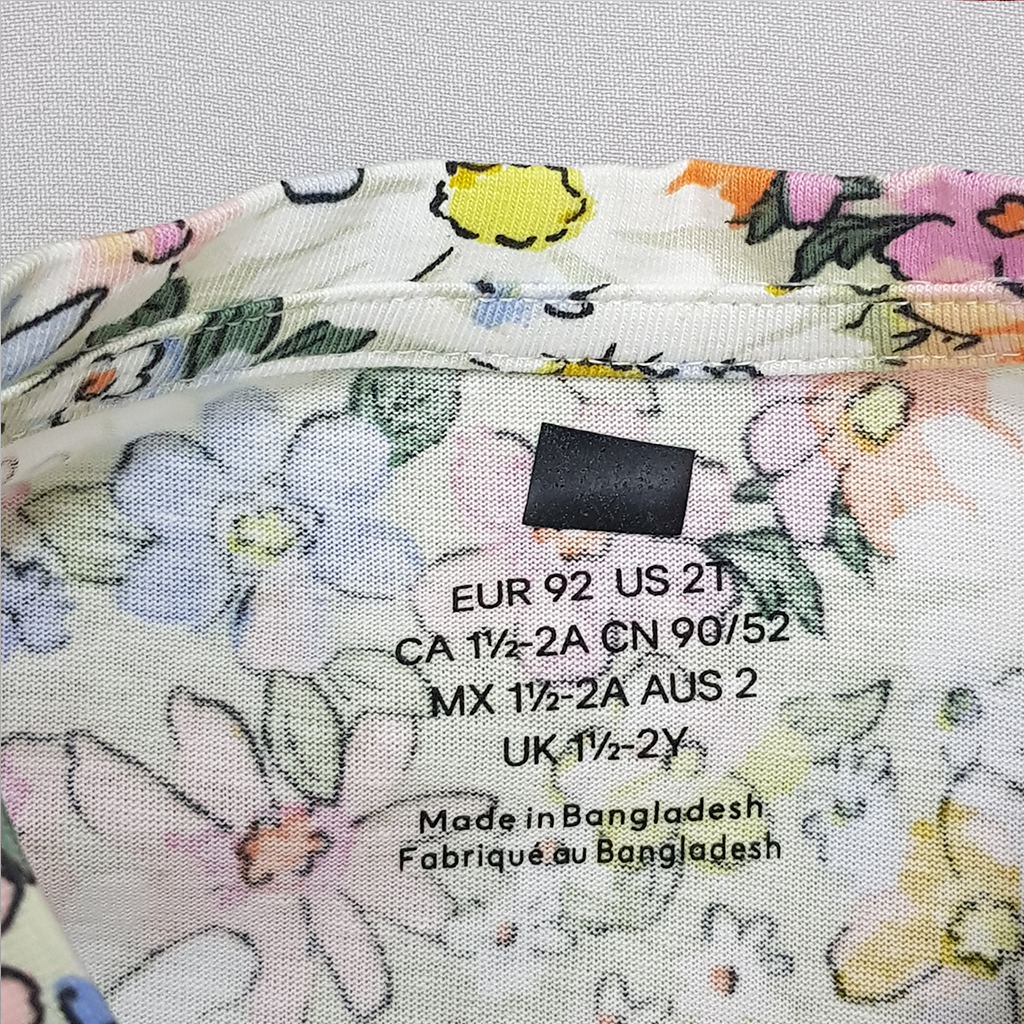 EUR 92 US 2T
CA 1½-2A CN 90/52
MX 1½-2A AUS 2
UK 1½-2Y
Made in Bangladesh
Fabriqué au Bangladesh